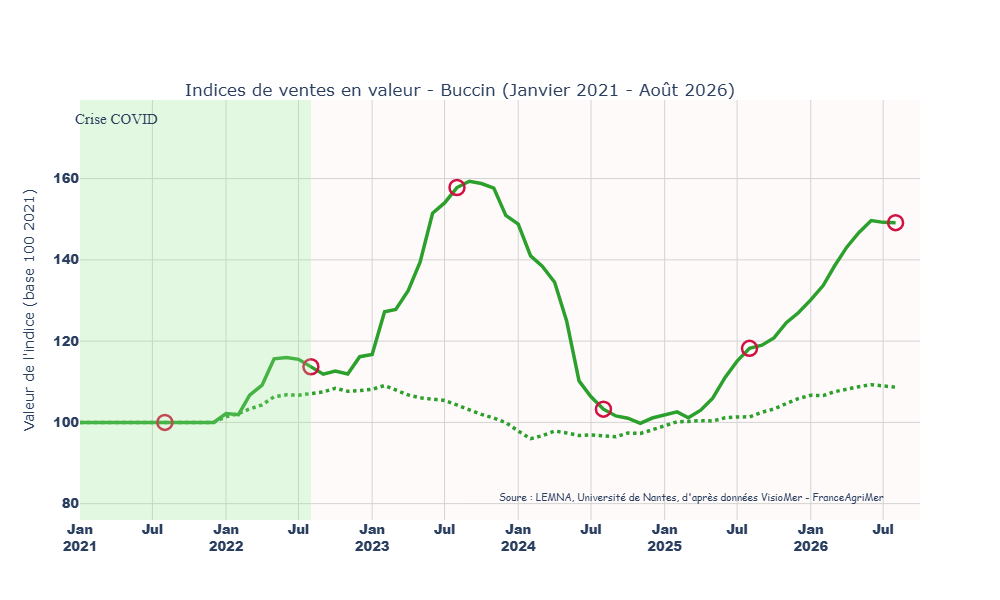 Indices de ventes en valeur - Buccin (Janvier 2021 - Août 2026)
Crise COVID
Valeur de l'indice (base 100 2021)
160
140
120
100
80
Soure : LEMNA, Université de Nantes, d'après données VisioMer - FranceAgriMer
Jan Jul Jan Jul Jan Jul Jan Jul Jan Jul Jan Jul
2021 2022 2023 2024 2025 2026